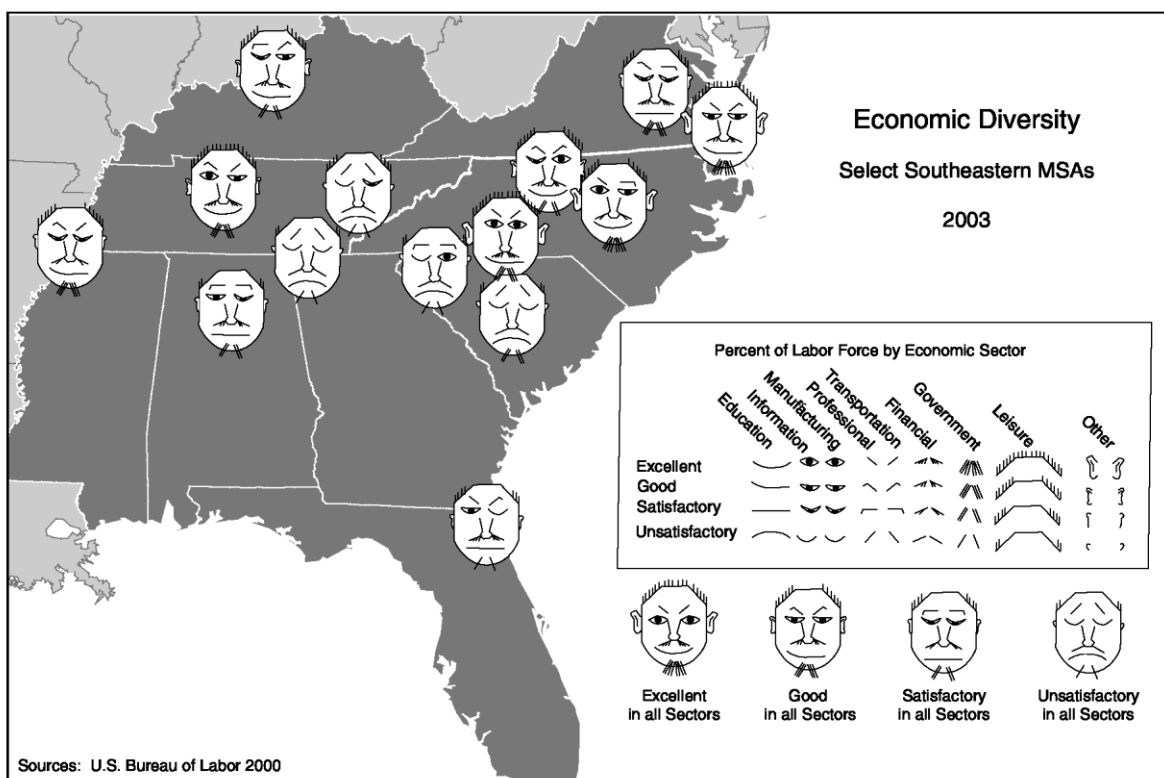 Economic Diversity
Select Southeastern MSAs
2003
Percent of Labor Force by Economic Sector
Education
Information
Manufacturing
Professional
Transportation
Financial
Government
Leisure
Other
Excellent
Good
Satisfactory
Unsatisfactory
Excellent
in all Sectors
Good
in all Sectors
Satisfactory
in all Sectors
Unsatisfactory
in all Sectors
Sources: U.S. Bureau of Labor 2000